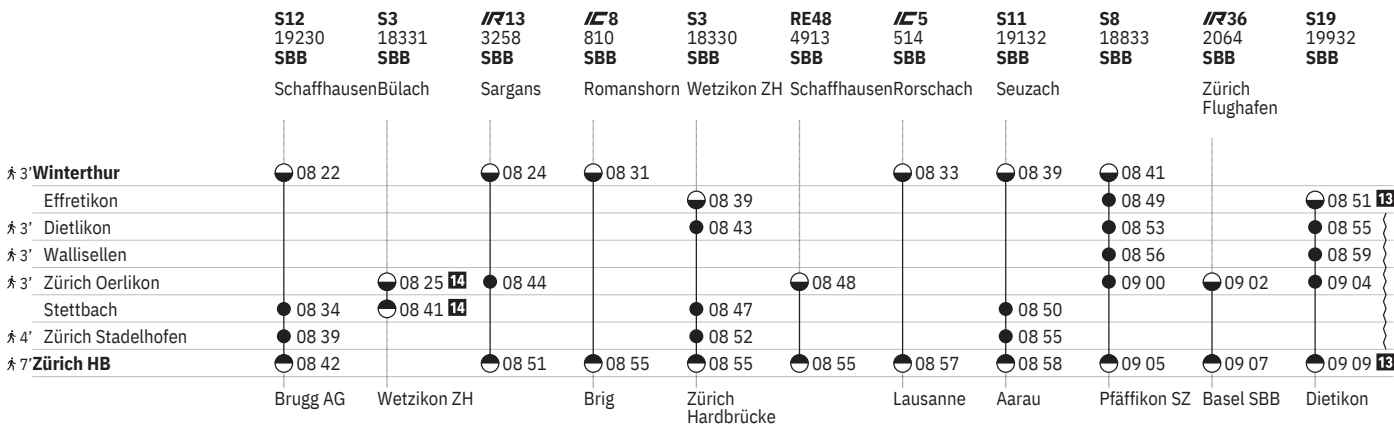 S12 S3 IR13 IC8 S3 RE48 IC5 S11 S8 IR36 S19
19230 18331 3258 810 18330 4913 514 19132 18833 2064 19932
SBB SBB SBB SBB SBB SBB SBB SBB SBB SBB SBB
Schaffhausen Bülach Sargans Romanshorn Wetzikon ZH Schaffhausen Rorschach Seuzach Zürich
Flughafen
3' Winterthur 08 22 08 24 08 31 08 33 08 39 08 41
Effretikon 08 39 08 49 08 51 13
3' Dietlikon 08 43 08 53 08 55
3' Wallisellen 08 56 08 59
3' Zürich Oerlikon 08 25 14 08 44 08 48 09 00 09 02 09 04
Stettbach 08 34 08 41 14 08 47 08 50
4' Zürich Stadelhofen 08 39 08 52 08 55
7' Zürich HB 08 42 08 51 08 55 08 55 08 55 08 57 08 58 09 05 09 07 09 09 13
Brugg AG Wetzikon ZH Brig Zürich Lausanne Aarau Pfäffikon SZ Basel SBB Dietikon
Hardbrücke